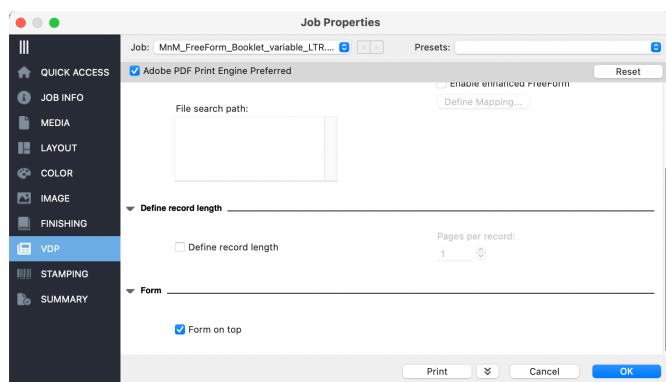 Job Properties
Job: MnM_FreeForm_Booklet_variable_LTR.... Presets:
Adobe PDF Print Engine Preferred Reset
QUICK ACCESS
JOB INFO
MEDIA
LAYOUT
COLOR
IMAGE
FINISHING
VDP
STAMPING
SUMMARY
Enable enhanced FreeForm
File search path: Define Mapping...
Define record length
Define record length Pages per record:
1
Form
Form on top
Print Cancel OK